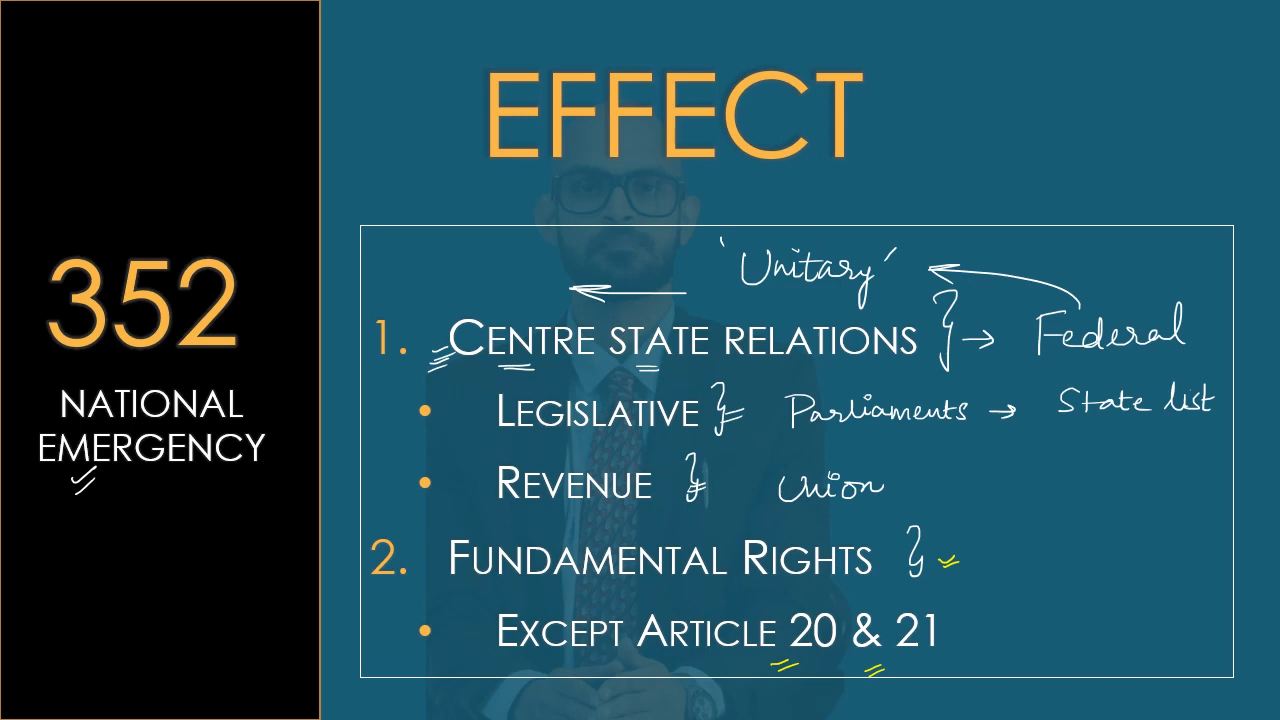 352
NATIONAL
EMERGENCY
EFFECT
'Unitary'
1. CENTRE STATE RELATIONS } → Federal
• LEGISLATIVE } Parliaments → State list
• REVENUE } Union
2. FUNDAMENTAL RIGHTS }
• EXCEPT ARTICLE 20 & 21